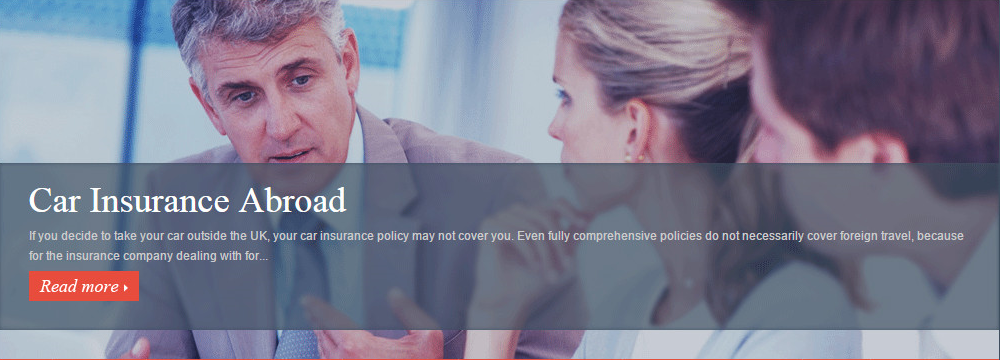 Car Insurance Abroad
If you decide to take your car outside the UK, your car insurance policy may not cover you. Even fully comprehensive policies do not necessarily cover foreign travel, because
for the insurance company dealing with for...
Read more